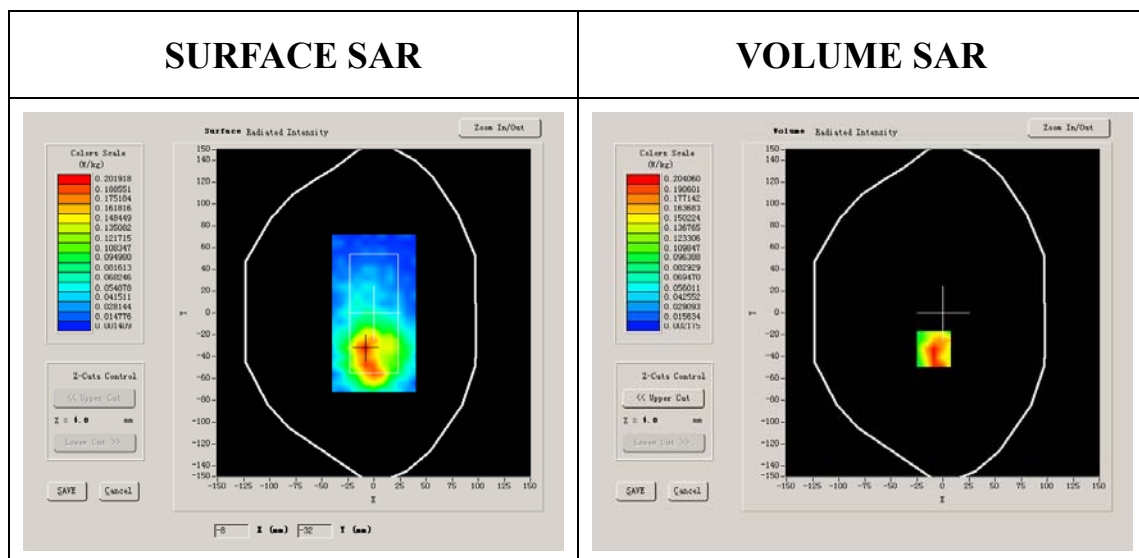 SURFACE SAR
VOLUME SAR
Surface Radiated Intensity
Zoom In/Out
Colors Scale
(W/kg)
0.201918
0.188551
0.175184
0.161816
0.148449
0.135082
0.121715
0.108347
0.094980
0.081613
0.068246
0.054878
0.041511
0.028144
0.014776
0.001409
150
140
120
100
80
60
40
20
0
-20
-40
-60
-80
-100
-120
-140
-150
Y
-150 -125 -100 -75 -50 -25 0 25 50 75 100 125 150
X
Z-Cuts Control
<< Upper Cut
Z = 4.0 mm
Lower Cut >>
SAVE Cancel
-8 X (mm) -32 Y (mm)
Volume Radiated Intensity
Zoom In/Out
Colors Scale
(W/kg)
0.204060
0.190601
0.177142
0.163683
0.150224
0.136765
0.123306
0.109847
0.096388
0.082929
0.069470
0.056011
0.042552
0.029093
0.015634
0.002175
150
140
120
100
80
60
40
20
0
-20
-40
-60
-80
-100
-120
-140
-150
Y
-150 -125 -100 -75 -50 -25 0 25 50 75 100 125 150
X
Z-Cuts Control
<< Upper Cut
Z = 4.0 mm
Lower Cut >>
SAVE Cancel